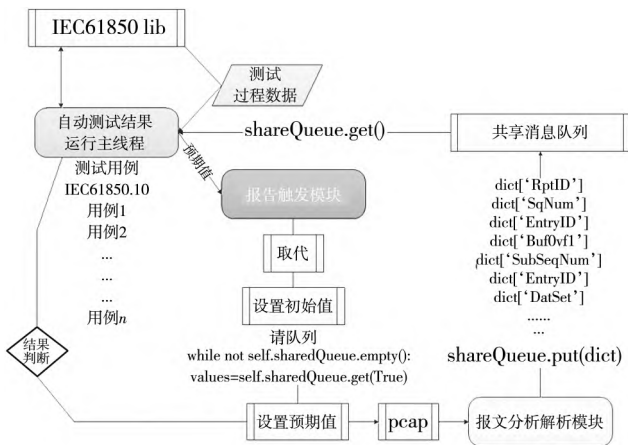 IEC61850 lib
测试
过程数据
自动测试结果
运行主线程
shareQueue.get()
共享消息队列
预期值
测试用例
IEC61850.10
用例1
用例2
...
...
...
用例n
报告触发模块
取代
设置初始值
请队列
while not self.sharedQueue.empty():
values=self.sharedQueue.get(True)
dict['RptID']
dict['SqNum']
dict['EntryID']
dict['Buf0vf1']
dict['SubSeqNum']
dict['EntryID']
dict['DatSet']
......
...
shareQueue.put(dict)
结果
判断
设置预期值
pcap
报文分析解析模块